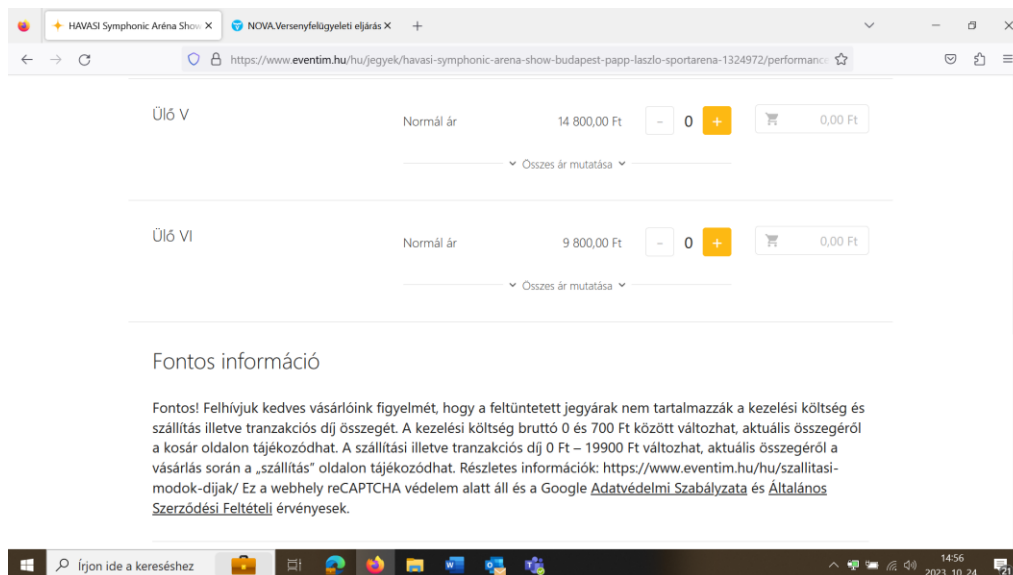 HAVASI Symphonic Aréna Show
NOVA.Versenyfelügyeleti eljárás
https://www.eventim.hu/hu/jegyek/havasi-symphonic-arena-show-budapest-papp-laszlo-sportarena-1324972/performance
Ülő V
Normál ár 14 800,00 Ft - 0 + 0,00 Ft
Összes ár mutatása
Ülő VI
Normál ár 9 800,00 Ft - 0 + 0,00 Ft
Összes ár mutatása
Fontos információ
Fontos! Felhívjuk kedves vásárlóink figyelmét, hogy a feltüntetett jegyárak nem tartalmazzák a kezelési költség és
szállítás illetve tranzakciós díj összegét. A kezelési költség bruttó 0 és 700 Ft között változhat, aktuális összegéről
a kosár oldalon tájékozódhat. A szállítási illetve tranzakciós díj 0 Ft – 19900 Ft változhat, aktuális összegéről a
vásárlás során a „szállítás” oldalon tájékozódhat. Részletes információk: https://www.eventim.hu/hu/szallitasi-
modok-dijak/ Ez a webhely reCAPTCHA védelem alatt áll és a Google Adatvédelmi Szabályzata és Általános
Szerződési Feltételi érvényesek.
Írjon ide a kereséshez
14:56
2023. 10. 24.
21